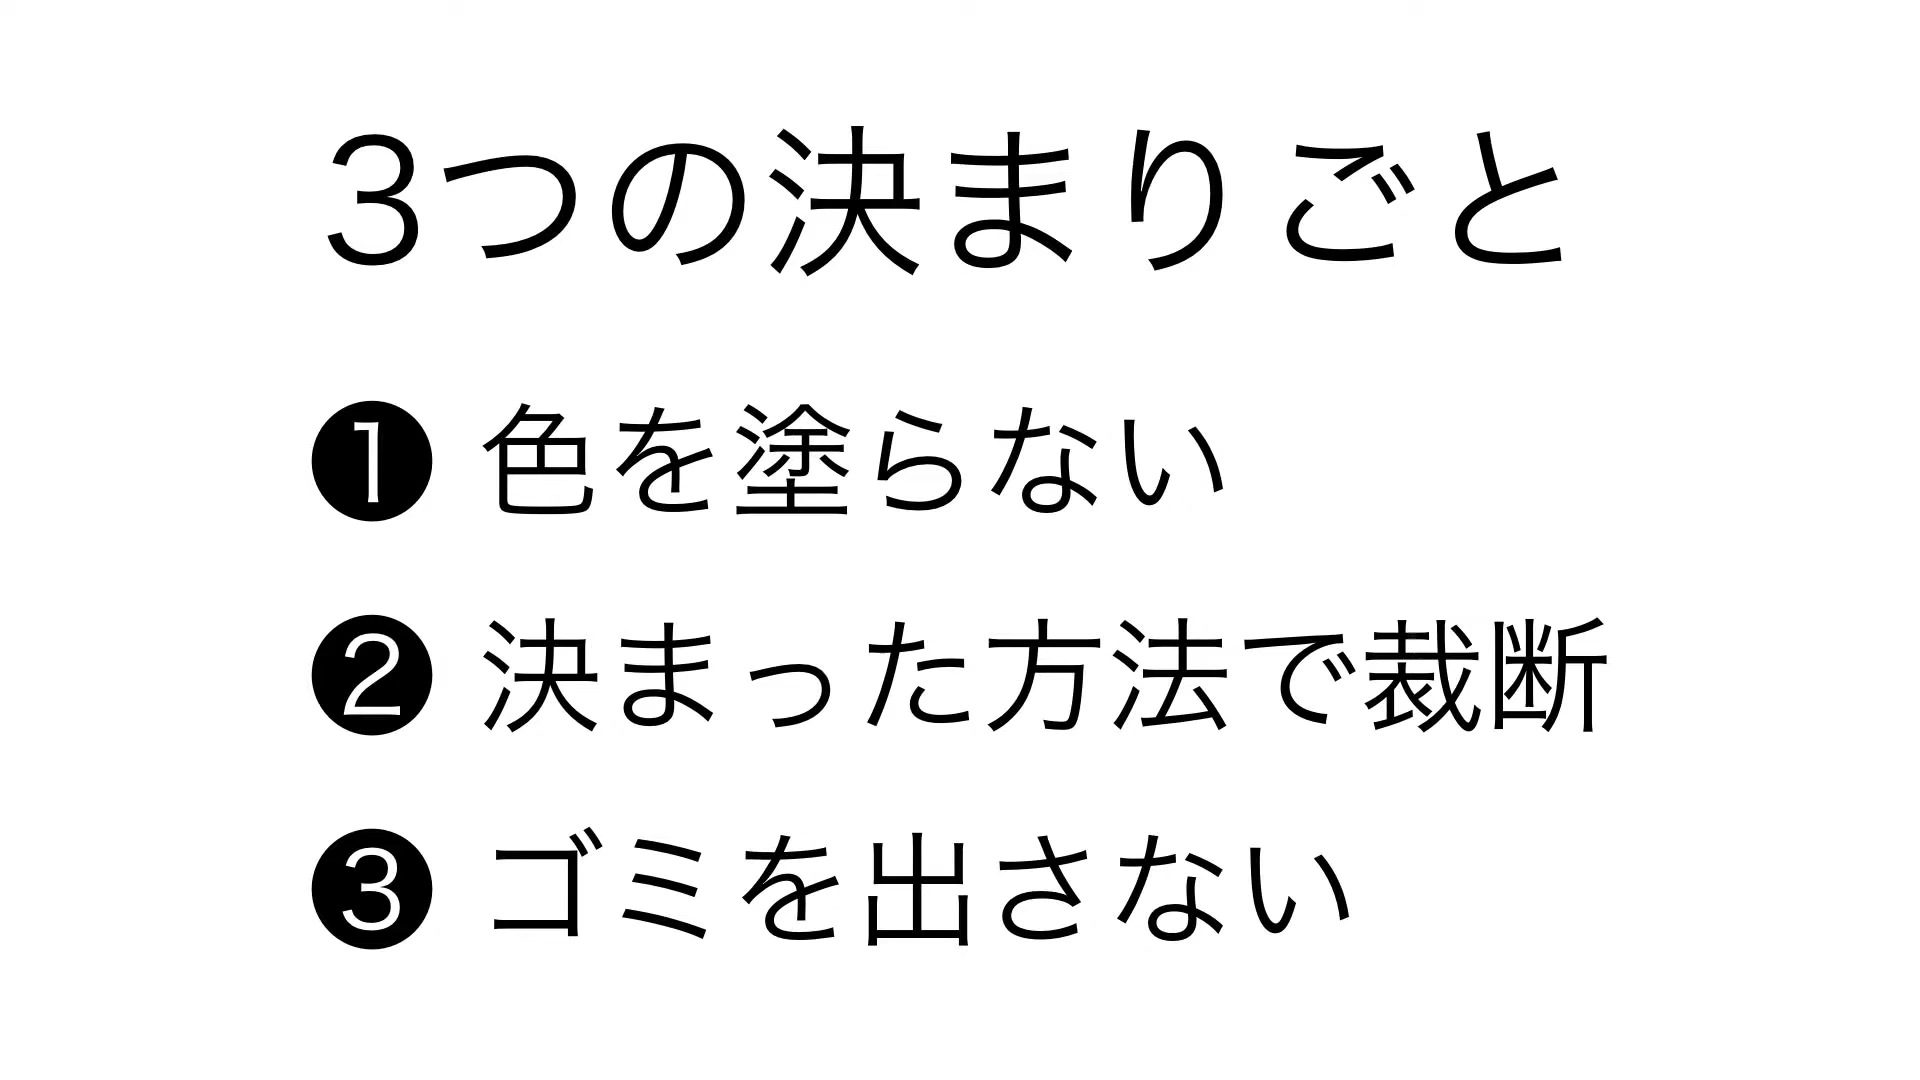 3つの決まりごと
❶ 色を塗らない
❷ 決まった方法で裁断
❸ ゴミを出さない